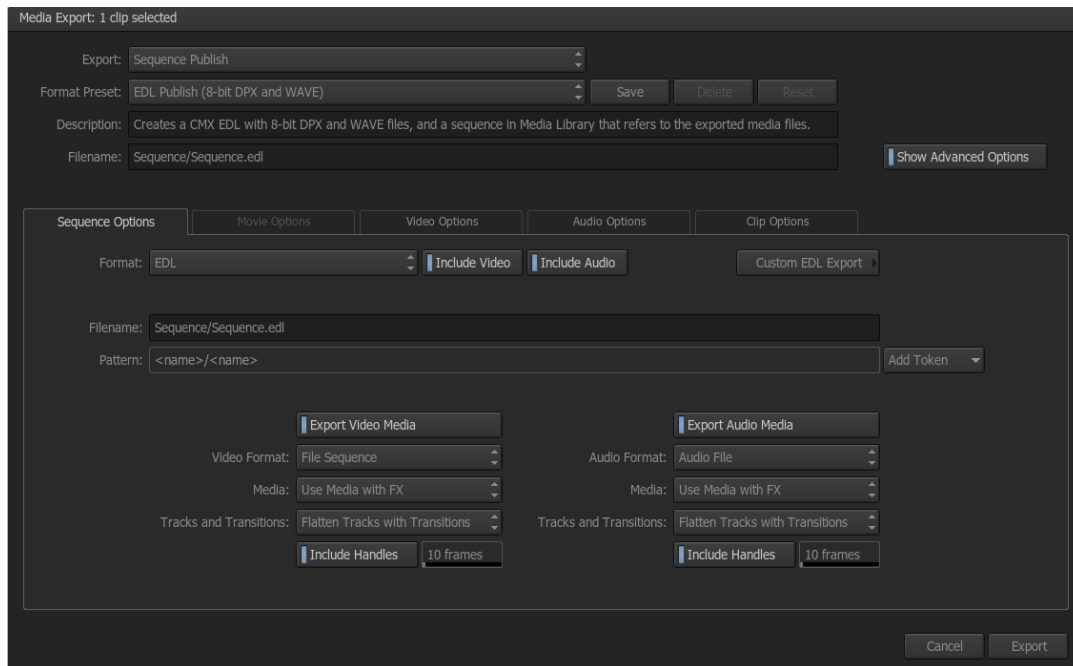 Media Export: 1 clip selected
Export: Sequence Publish
Format Preset: EDL Publish (8-bit DPX and WAVE) Save Delete Reset
Description: Creates a CMX EDL with 8-bit DPX and WAVE files, and a sequence in Media Library that refers to the exported media files.
Filename: Sequence/Sequence.edl Show Advanced Options
Sequence Options Movie Options Video Options Audio Options Clip Options
Format: EDL Include Video Include Audio Custom EDL Export
Filename: Sequence/Sequence.edl
Pattern: <name>/<name> Add Token
Export Video Media Export Audio Media
Video Format: File Sequence Audio Format: Audio File
Media: Use Media with FX Media: Use Media with FX
Tracks and Transitions: Flatten Tracks with Transitions Tracks and Transitions: Flatten Tracks with Transitions
Include Handles 10 frames Include Handles 10 frames
Cancel Export